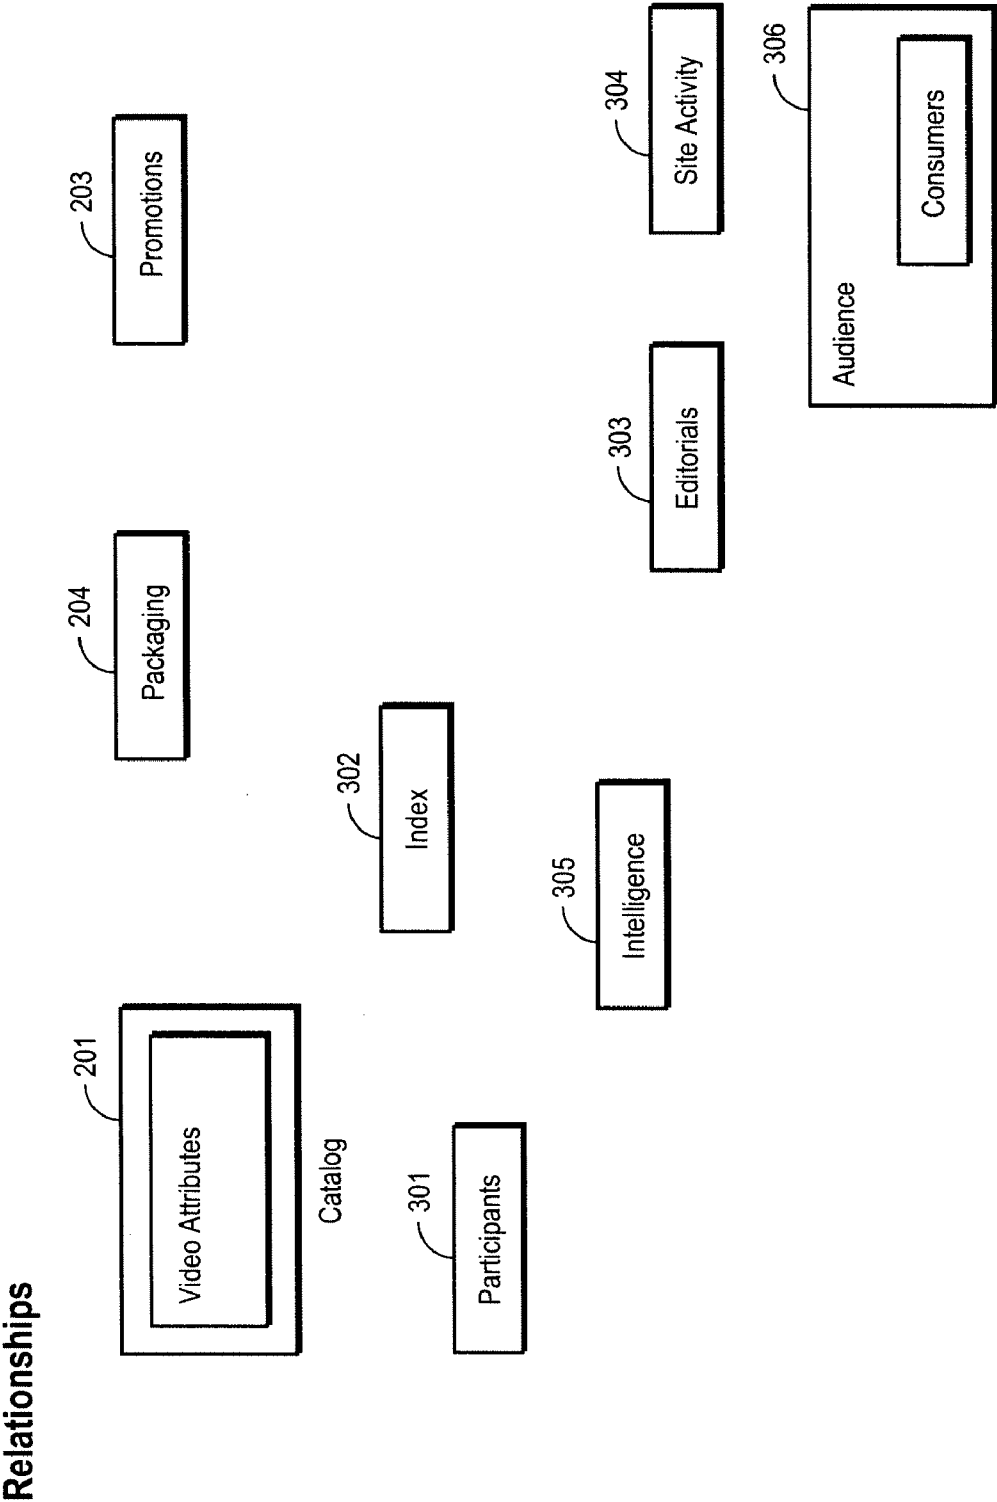 Relationships
201
Video Attributes
Catalog
204
Packaging
203
Promotions
302
Index
301
Participants
305
Intelligence
303
Editorials
304
Site Activity
306
Audience
Consumers